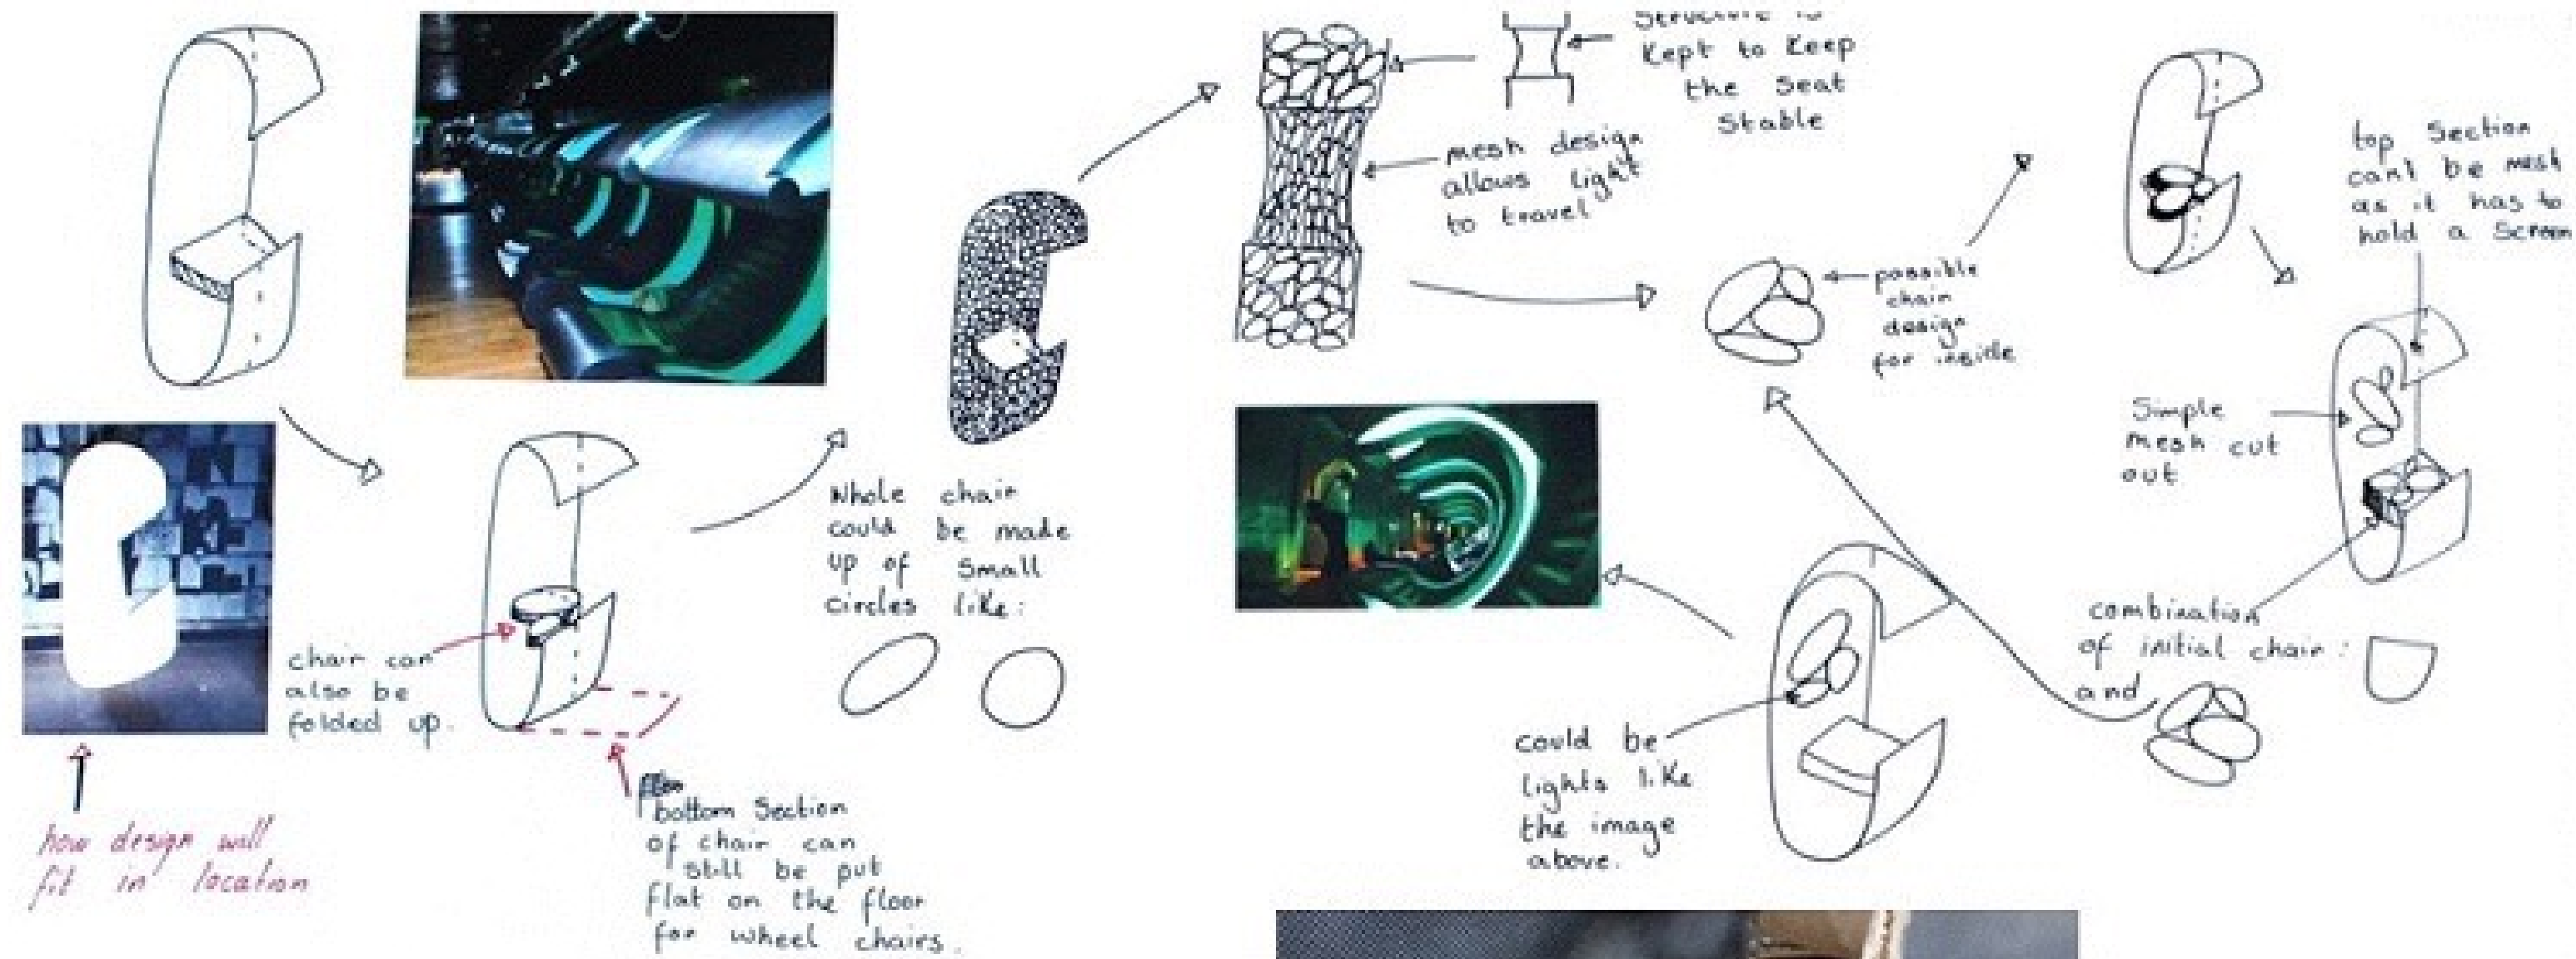 how design will
fit in location
chair can
also be
folded up.
bottom Section
of chair can
still be put
flat on the floor
for wheel chairs.
Whole chair
could be made
up of small
circles like:
Structure is
Kept to Keep
the Seat
Stable
mesh design
allows light
to travel
possible
chair
design
for inside
could be
lights like
the image
above.
top Section
cant be mesh
as it has to
hold a Screen
Simple
mesh cut
out
combination
of initial chair:
and